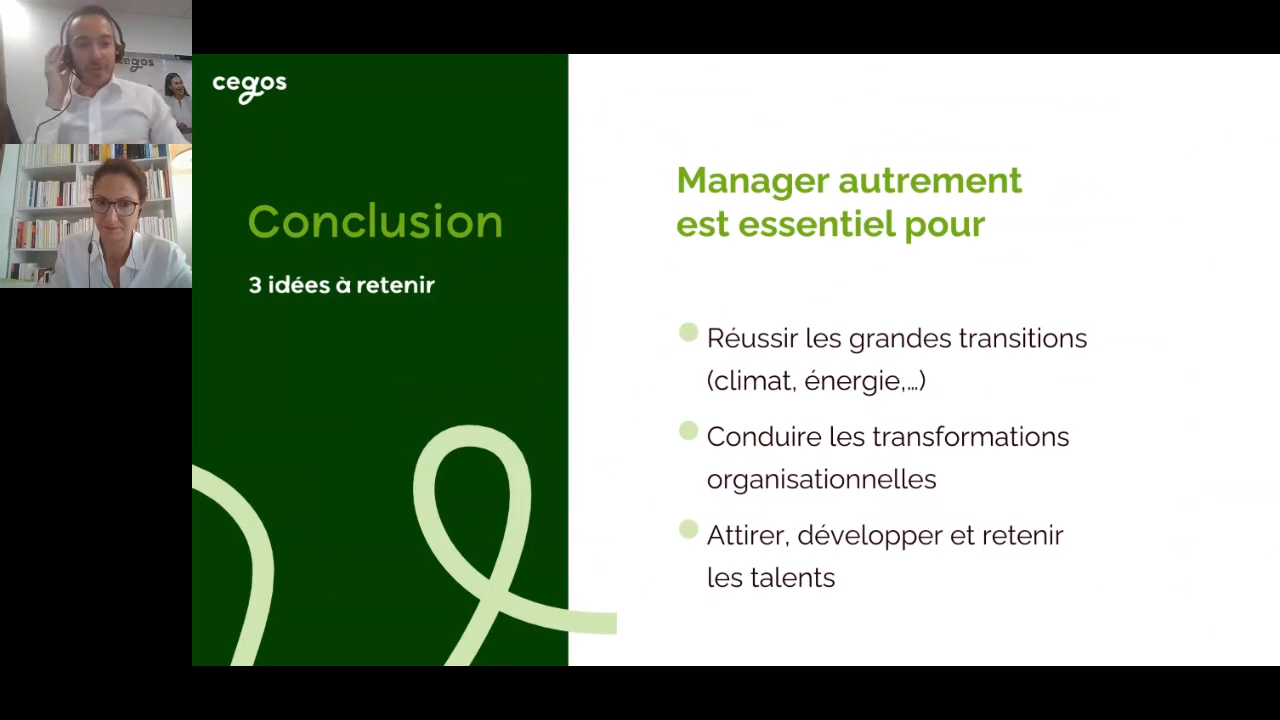 cegos
cegos
Conclusion
3 idées à retenir
Manager autrement
est essentiel pour
Réussir les grandes transitions
(climat, énergie,…)
Conduire les transformations
organisationnelles
Attirer, développer et retenir
les talents